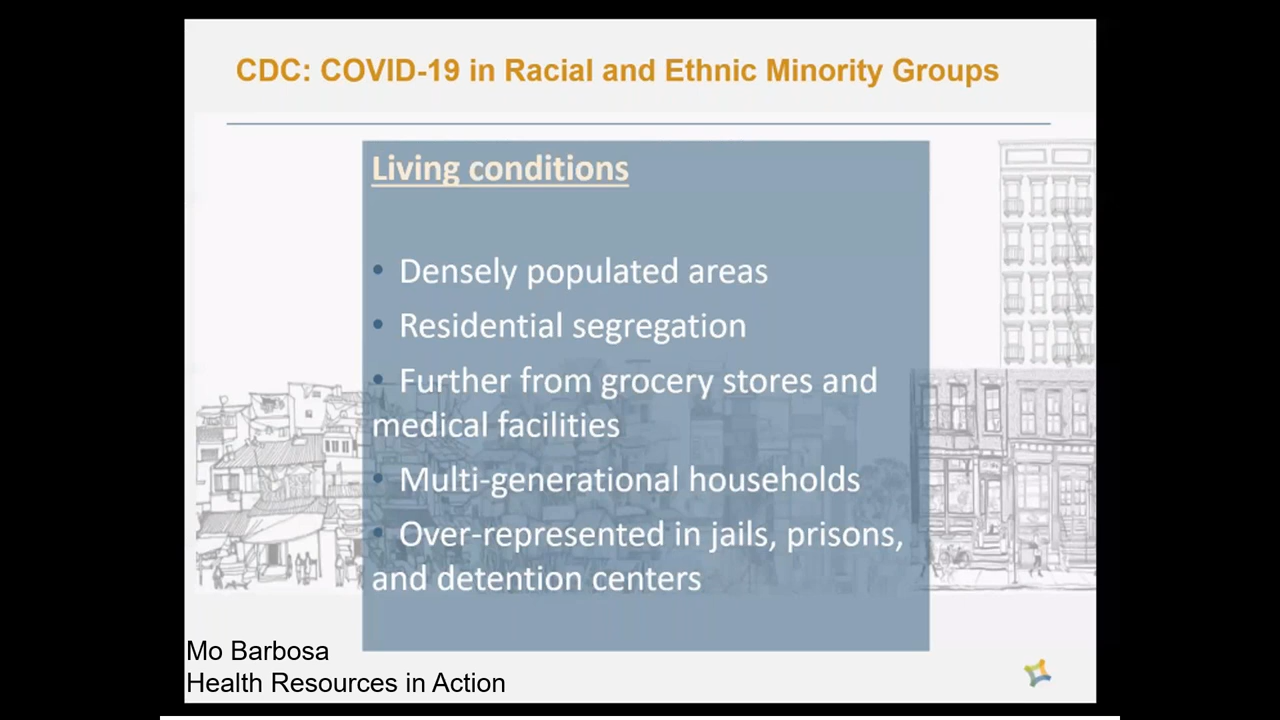 CDC: COVID-19 in Racial and Ethnic Minority Groups
Living conditions
• Densely populated areas
• Residential segregation
• Further from grocery stores and
medical facilities
• Multi-generational households
• Over-represented in jails, prisons,
and detention centers
Mo Barbosa
Health Resources in Action